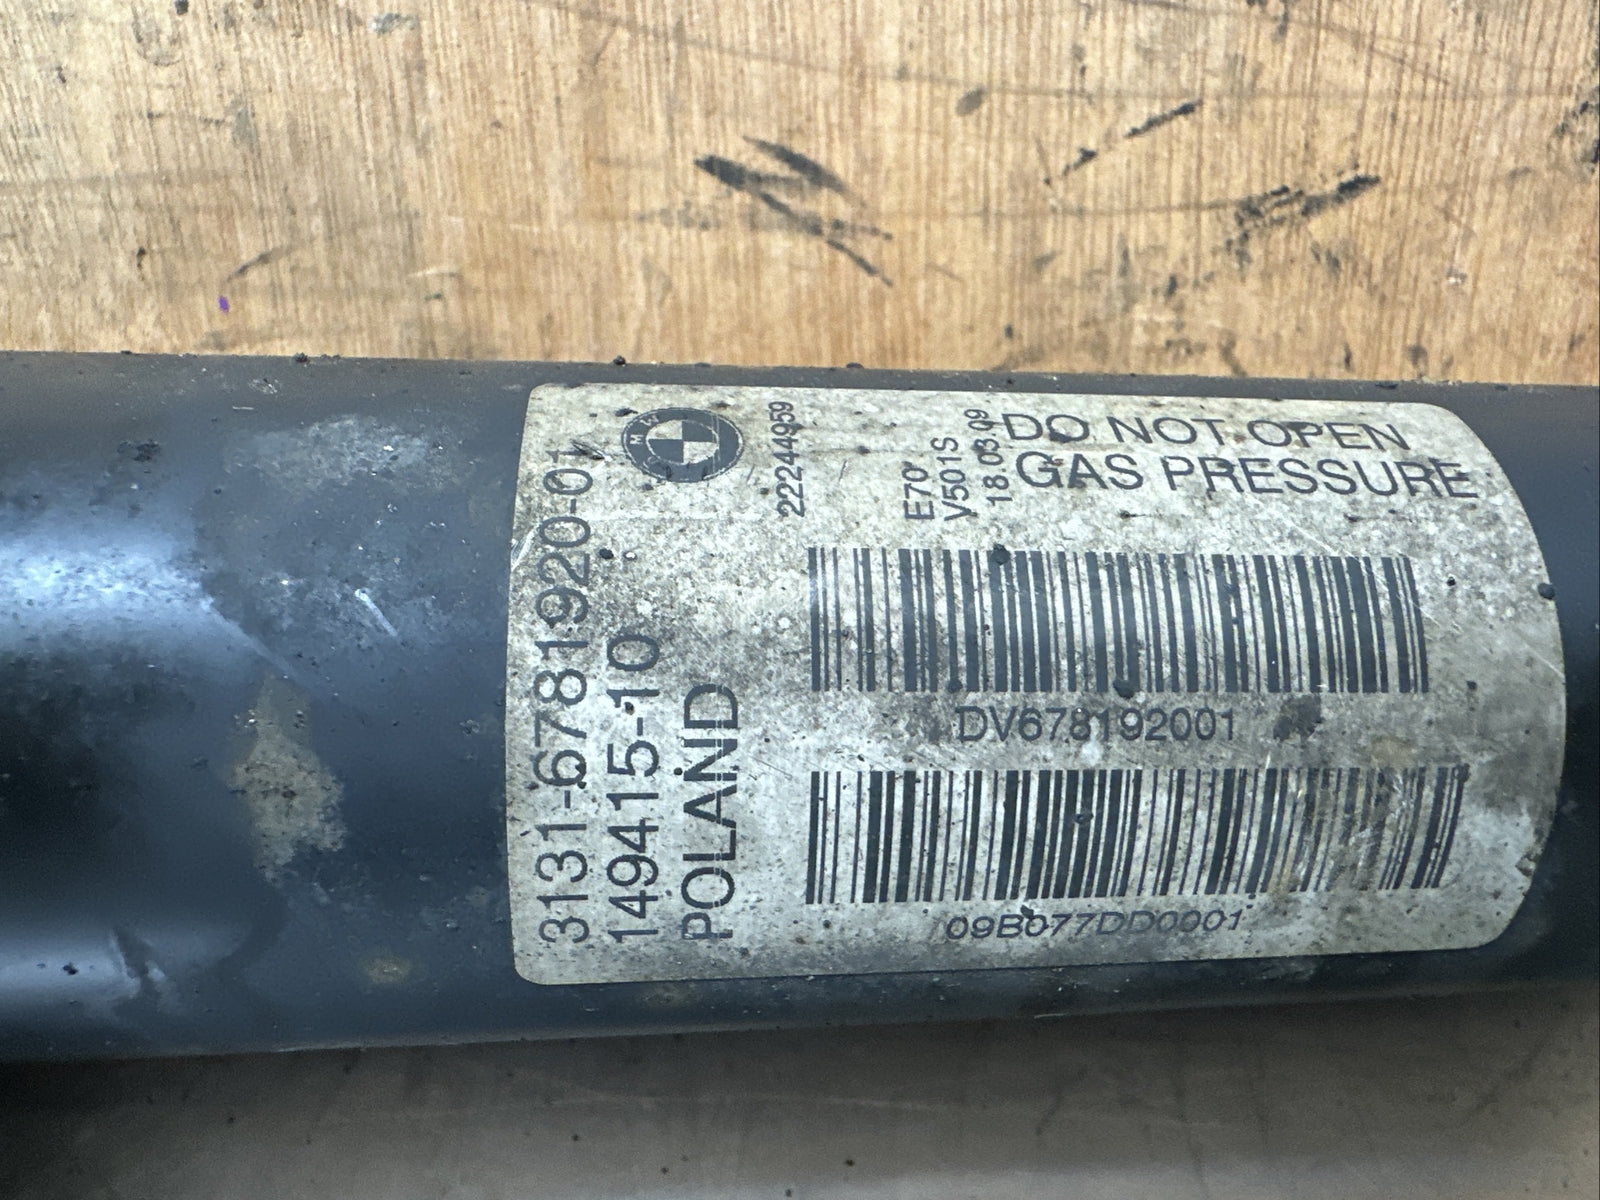 3131-6781920-01
149415-10
POLAND
BMW
22244959
E70
V501S
18.03.09
DO NOT OPEN
GAS PRESSURE
DV678192001
09B077DD0001